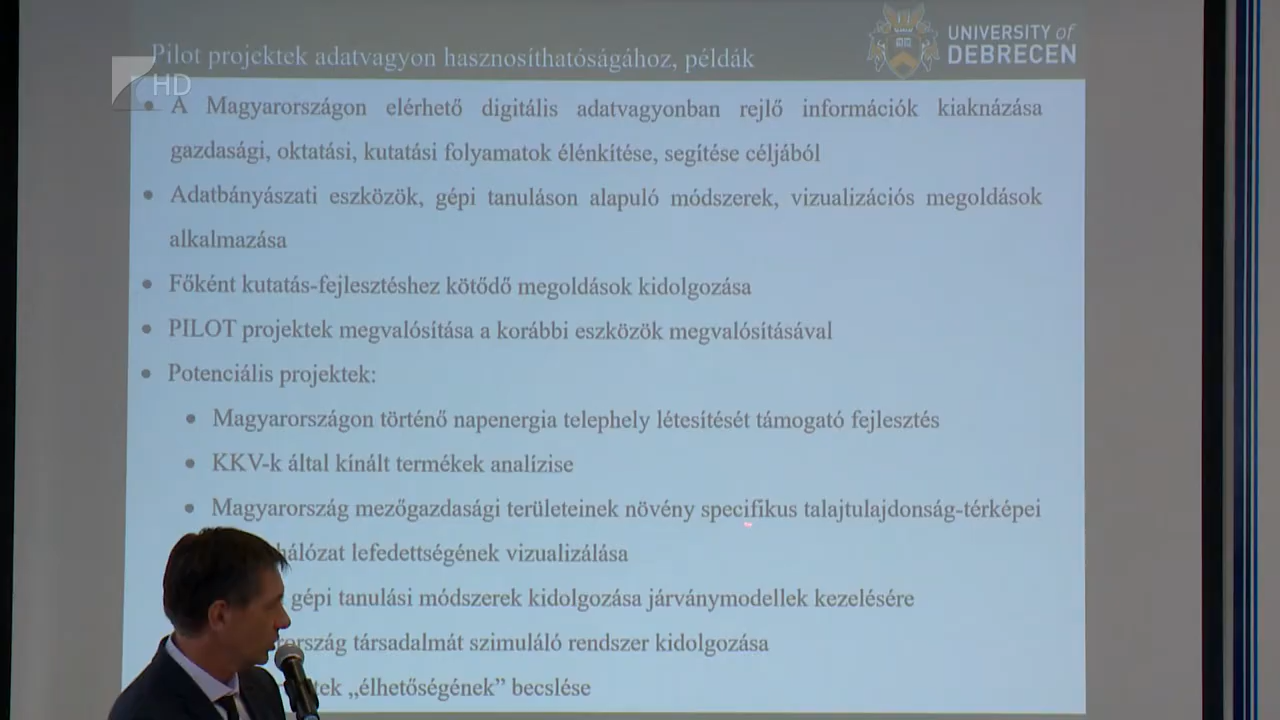 Pilot projektek adatvagyon hasznosíthatóságához, példák
UNIVERSITY of
DEBRECEN
HD
A Magyarországon elérhető digitális adatvagyonban rejlő információk kiaknázása
gazdasági, oktatási, kutatási folyamatok élénkítése, segítése céljából
Adatbányászati eszközök, gépi tanuláson alapuló módszerek, vizualizációs megoldások
alkalmazása
Főként kutatás-fejlesztéshez kötődő megoldások kidolgozása
PILOT projektek megvalósítása a korábbi eszközök megvalósításával
Potenciális projektek:
Magyarországon történő napenergia telephely létesítését támogató fejlesztés
KKV-k által kínált termékek analízise
Magyarország mezőgazdasági területeinek növény specifikus talajtulajdonság-térképei
lefedettségének vizualizálása
gépi tanulási módszerek kidolgozása járványmodellek kezelésére
társadalmát szimuláló rendszer kidolgozása
„élhetőségének” becslése